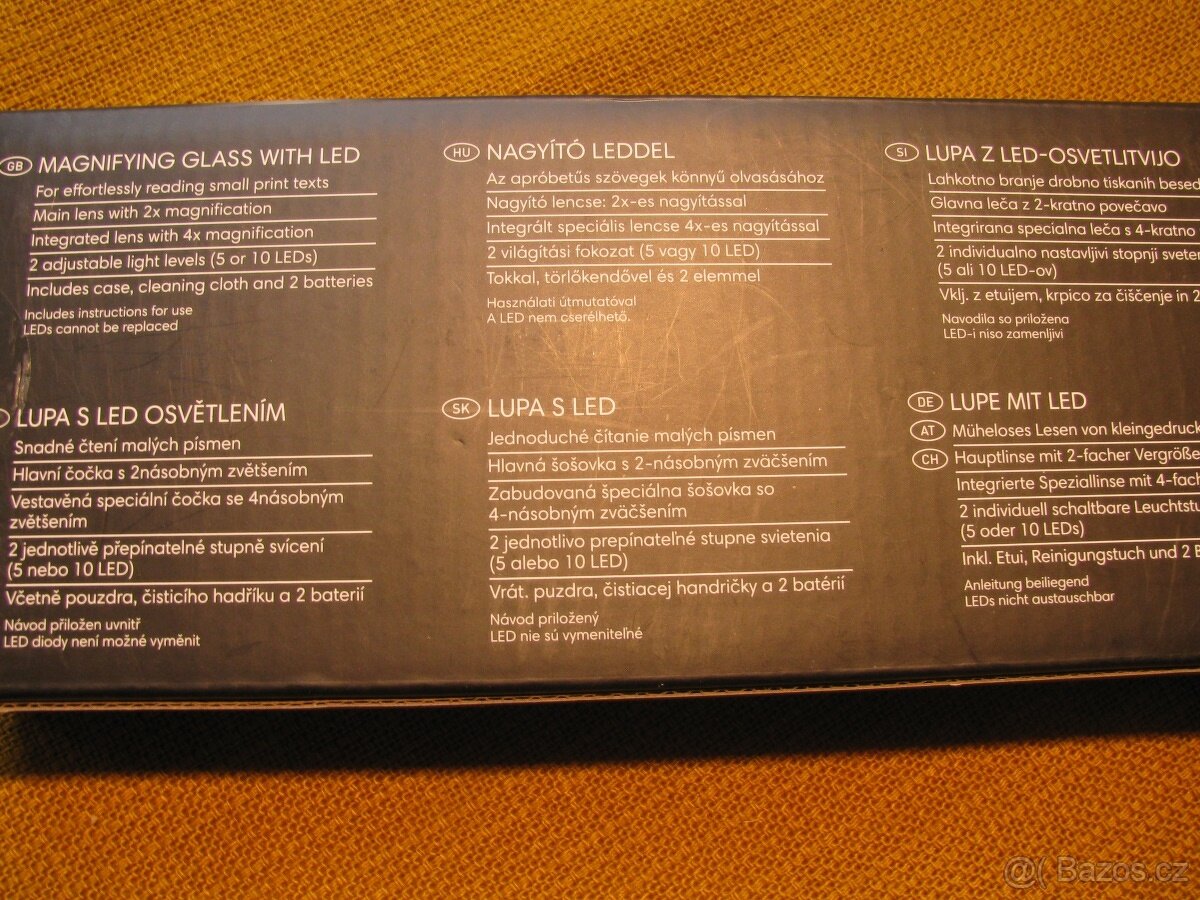 GB MAGNIFYING GLASS WITH LED
For effortlessly reading small print texts
Main lens with 2x magnification
Integrated lens with 4x magnification
2 adjustable light levels (5 or 10 LEDs)
Includes case, cleaning cloth and 2 batteries
Includes instructions for use
LEDs cannot be replaced
HU NAGYÍTÓ LEDDEL
Az apróbetűs szövegek könnyű olvasásához
Nagyító lencse: 2x-es nagyítással
Integrált speciális lencse 4x-es nagyítással
2 világítási fokozat (5 vagy 10 LED)
Tokkal, törlőkendővel és 2 elemmel
Használati útmutatóval
A LED nem cserélhető.
SI LUPA Z LED-OSVETLITVIJO
Lahkotno branje drobno tiskanih besed
Glavna leča z 2-kratno povečavo
Integrirana specialna leča s 4-kratno
2 individualno nastavljivi stopnji sveter
(5 ali 10 LED-ov)
Vklj. z etuijem, krpico za čiščenje in 2
Navodila so priložena
LED-i niso zamenljivi
LUPA S LED OSVĚTLENÍM
Snadné čtení malých písmen
Hlavní čočka s 2násobným zvětšením
Vestavěná speciální čočka se 4násobným
zvětšením
2 jednotlivě přepínatelné stupně svícení
(5 nebo 10 LED)
Včetně pouzdra, čisticího hadříku a 2 baterií
Návod přiložen uvnitř
LED diody není možné vyměnit
SK LUPA S LED
Jednoduché čítanie malých písmen
Hlavná šošovka s 2-násobným zväčšením
Zabudovaná špeciálna šošovka so
4-násobným zväčšením
2 jednotlivo prepínateľné stupne svietenia
(5 alebo 10 LED)
Vrát. puzdra, čistiacej handričky a 2 batérií
Návod priložený
LED nie sú vymeniteľné
DE LUPE MIT LED
AT Müheloses Lesen von kleingedruck
CH Hauptlinse mit 2-facher Vergröße
Integrierte Speziallinse mit 4-fach
2 individuell schaltbare Leuchtstu
(5 oder 10 LEDs)
Inkl. Etui, Reinigungstuch und 2 B
Anleitung beiliegend
LEDs nicht austauschbar
Bazos.cz